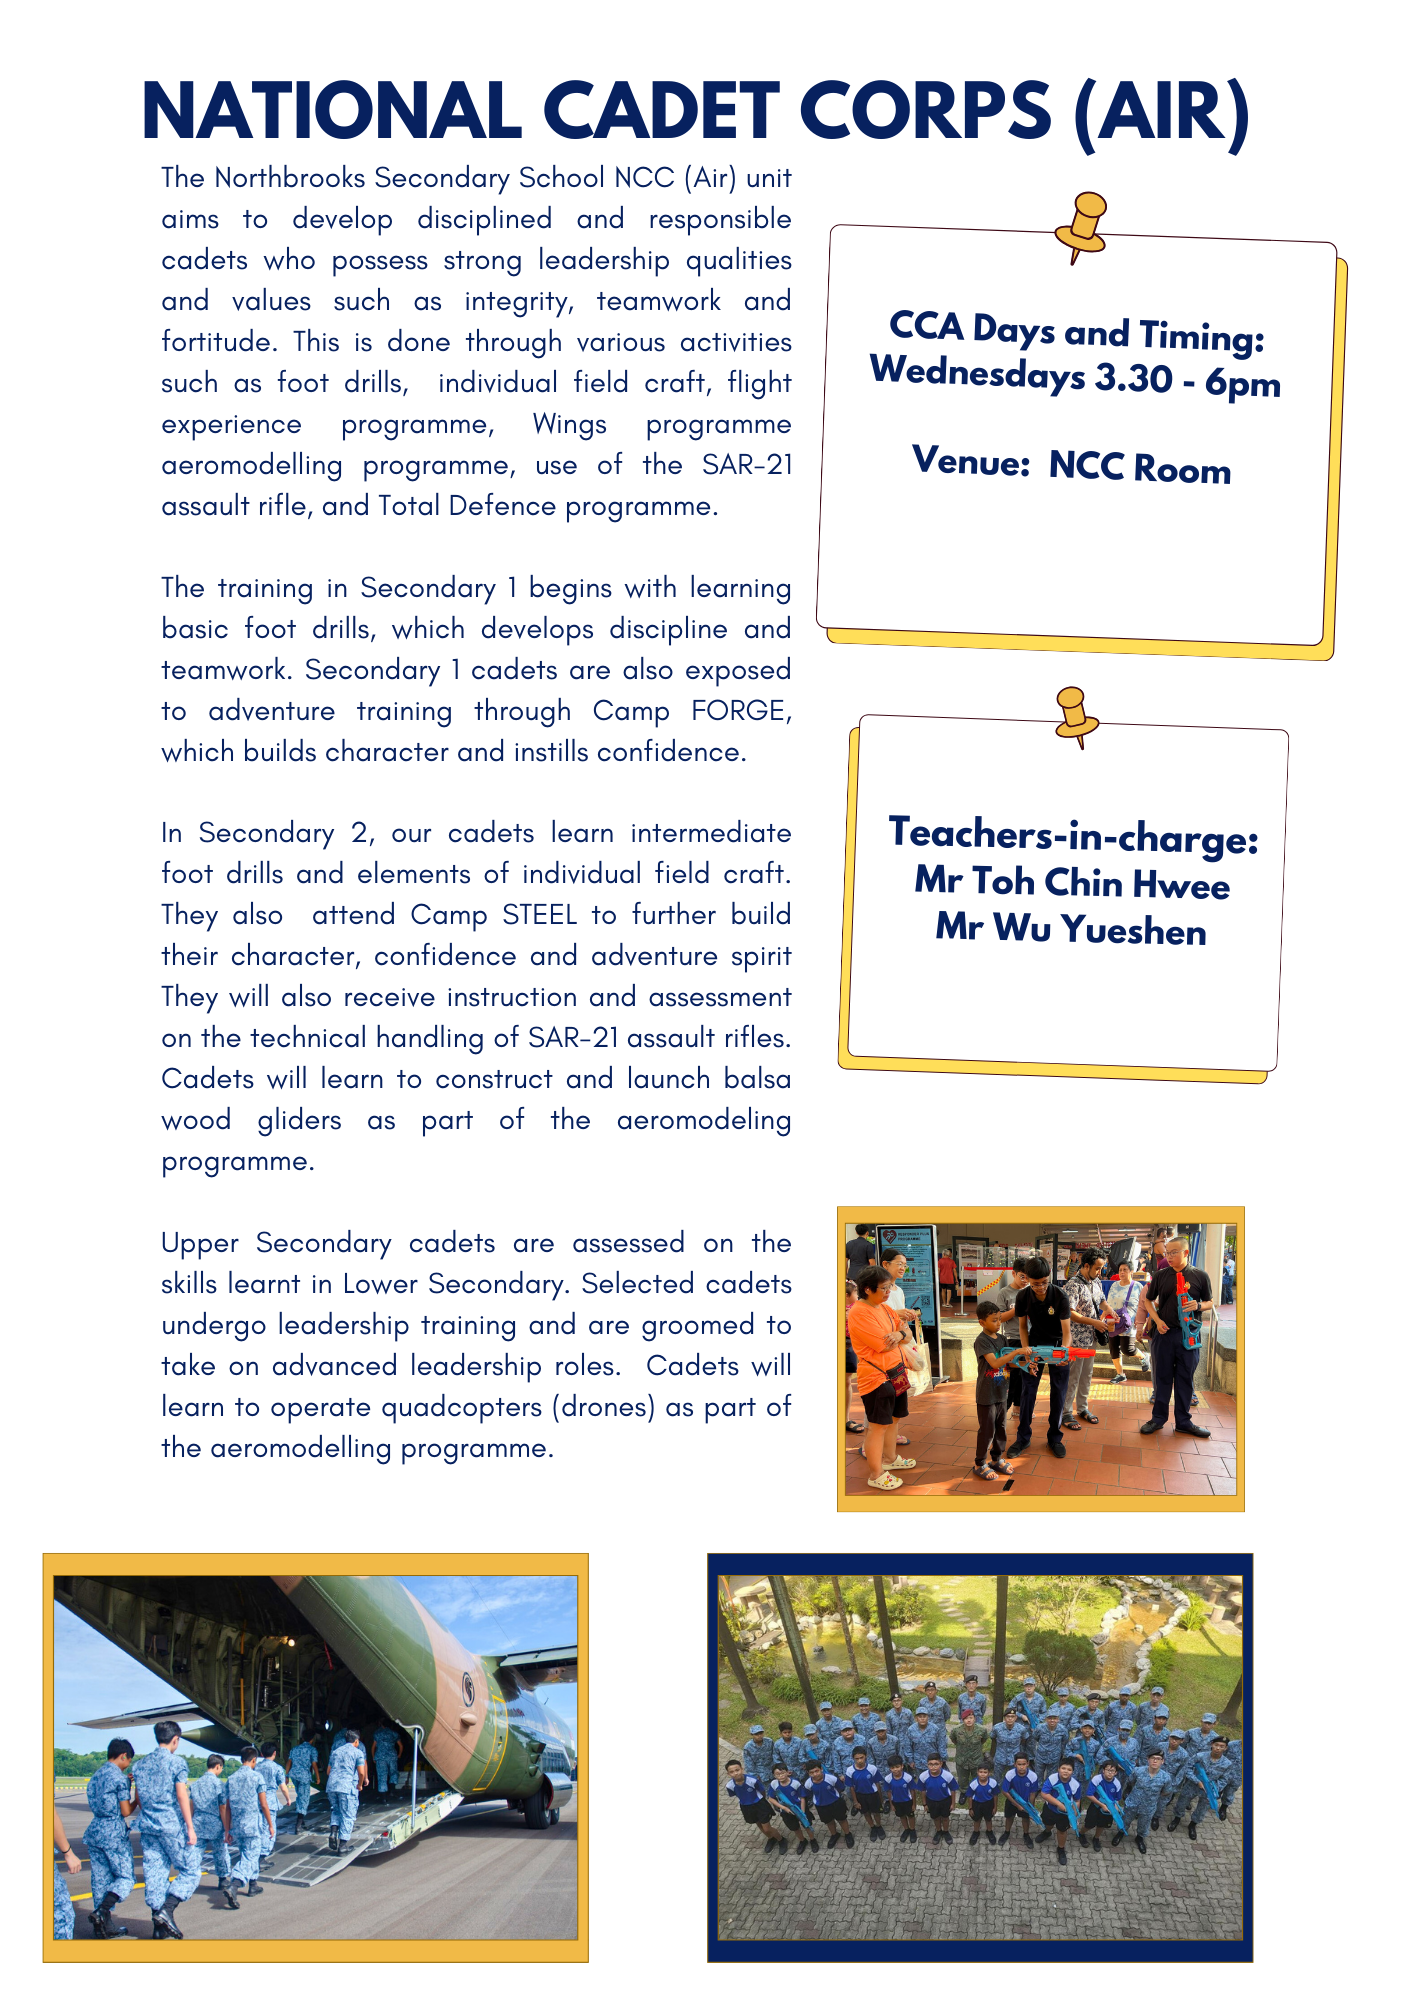 NATIONAL CADET CORPS (AIR)
The Northbrooks Secondary School NCC (Air) unit
aims to develop disciplined and responsible
cadets who possess strong leadership qualities
and values such as integrity, teamwork and
fortitude. This is done through various activities
such as foot drills, individual field craft, flight
experience programme, Wings programme
aeromodelling programme, use of the SAR-21
assault rifle, and Total Defence programme.
The training in Secondary 1 begins with learning
basic foot drills, which develops discipline and
teamwork. Secondary 1 cadets are also exposed
to adventure training through Camp FORGE,
which builds character and instills confidence.
In Secondary 2, our cadets learn intermediate
foot drills and elements of individual field craft.
They also attend Camp STEEL to further build
their character, confidence and adventure spirit
They will also receive instruction and assessment
on the technical handling of SAR-21 assault rifles.
Cadets will learn to construct and launch balsa
wood gliders as part of the aeromodeling
programme.
Upper Secondary cadets are assessed on the
skills learnt in Lower Secondary. Selected cadets
undergo leadership training and are groomed to
take on advanced leadership roles. Cadets will
learn to operate quadcopters (drones) as part of
the aeromodelling programme.
CCA Days and Timing:
Wednesdays 3.30 - 6pm
Venue: NCC Room
Teachers-in-charge:
Mr Toh Chin Hwee
Mr Wu Yueshen